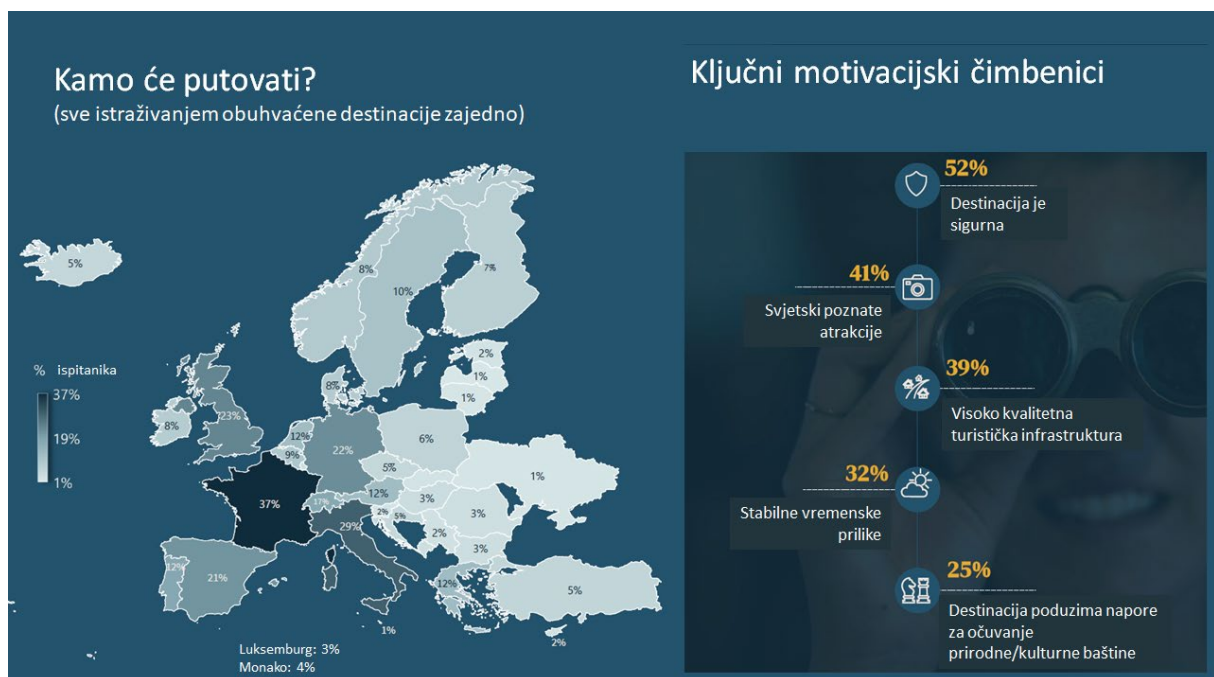 Kamo će putovati?
(sve istraživanjem obuhvaćene destinacije zajedno)
5%
8%
10%
7%
2%
1%
1%
8%
8%
23%
12%
9%
22%
6%
5%
1%
37%
17%
12%
3%
3%
2%
5%
2%
3%
29%
12%
21%
12%
5%
1%
2%
% ispitanika
37%
19%
1%
Luksemburg: 3%
Monako: 4%
Ključni motivacijski čimbenici
52%
Destinacija je
sigurna
41%
Svjetski poznate
atrakcije
39%
Visoko kvalitetna
turistička infrastruktura
32%
Stabilne vremenske
prilike
25%
Destinacija poduzima napore
za očuvanje
prirodne/kulturne baštine